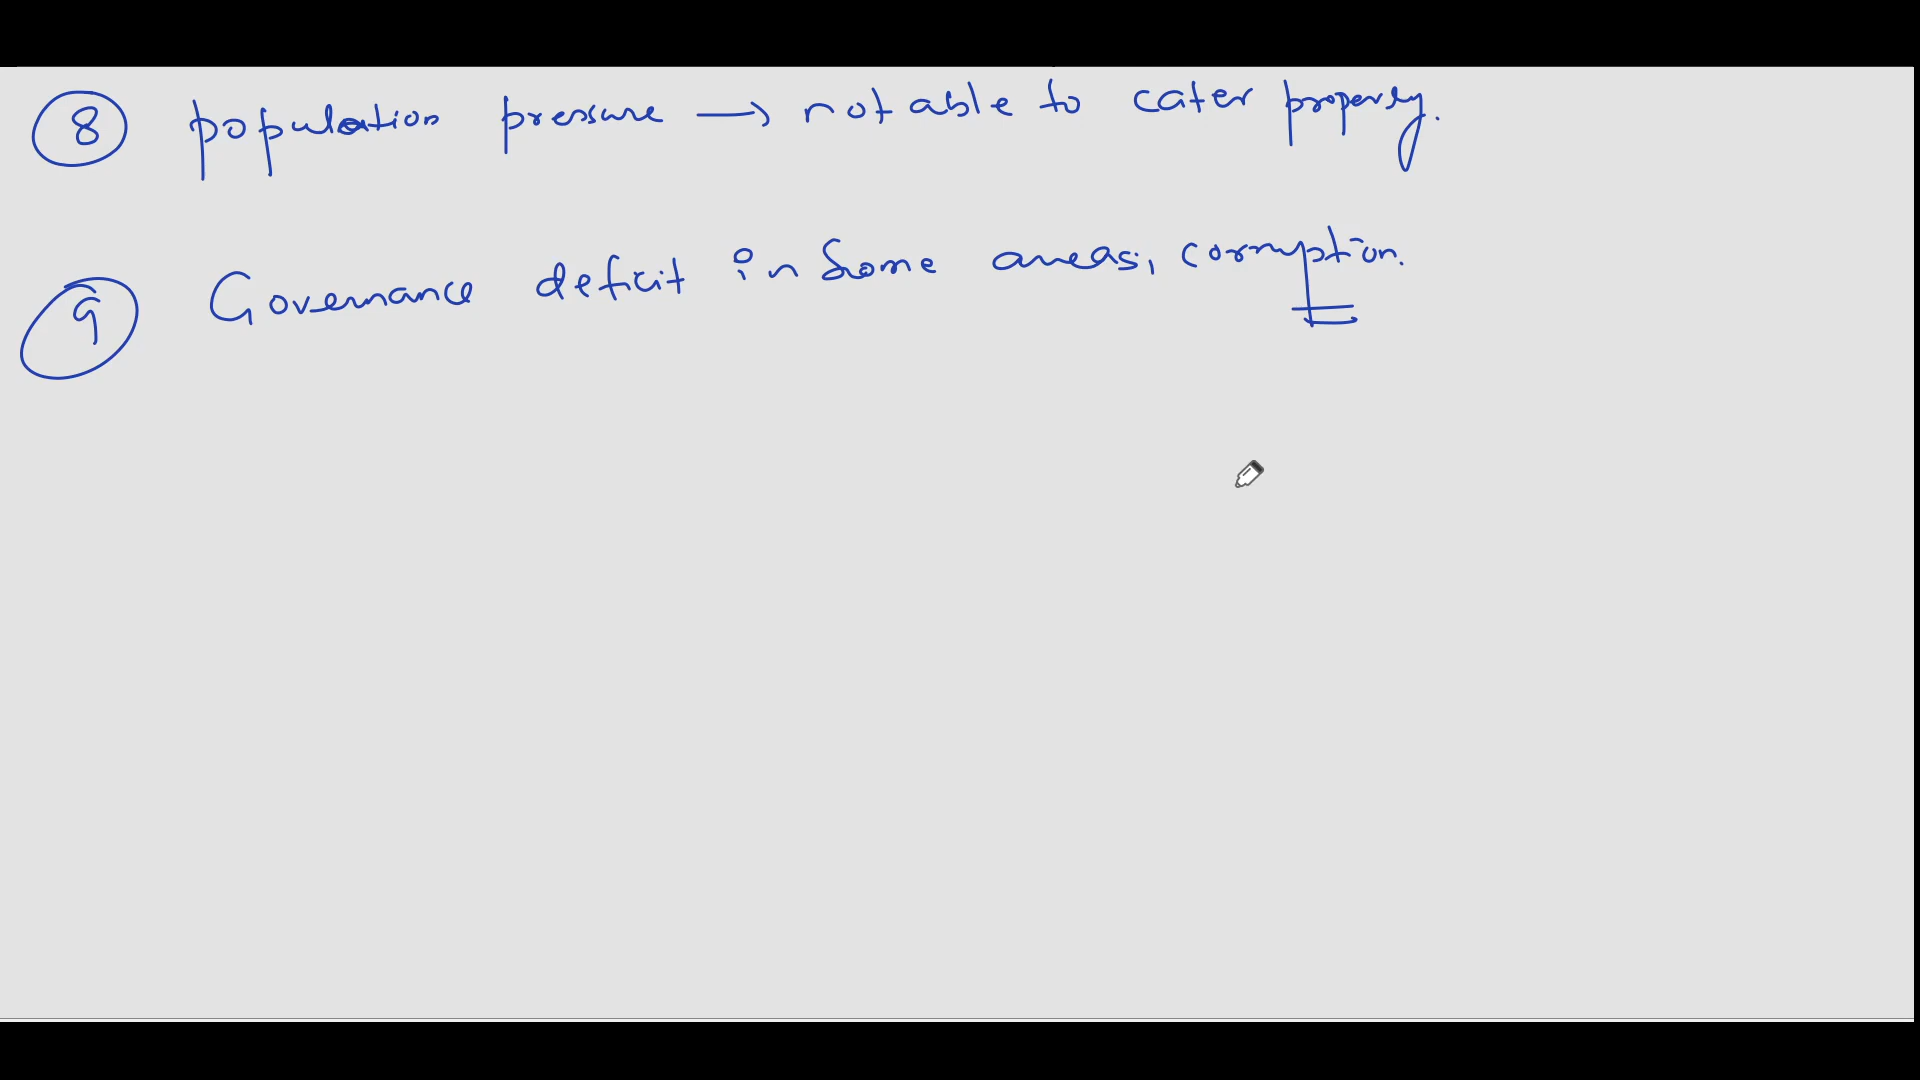 8 population pressure → not able to cater properly.
9 Governance deficit in Some areas, corruption.